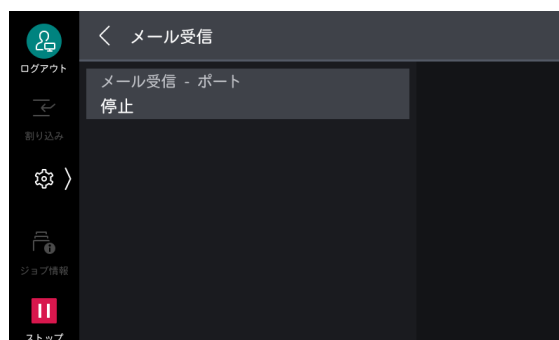 メール受信
ログアウト
メール受信 - ポート
停止
割り込み
ジョブ情報
ストップ